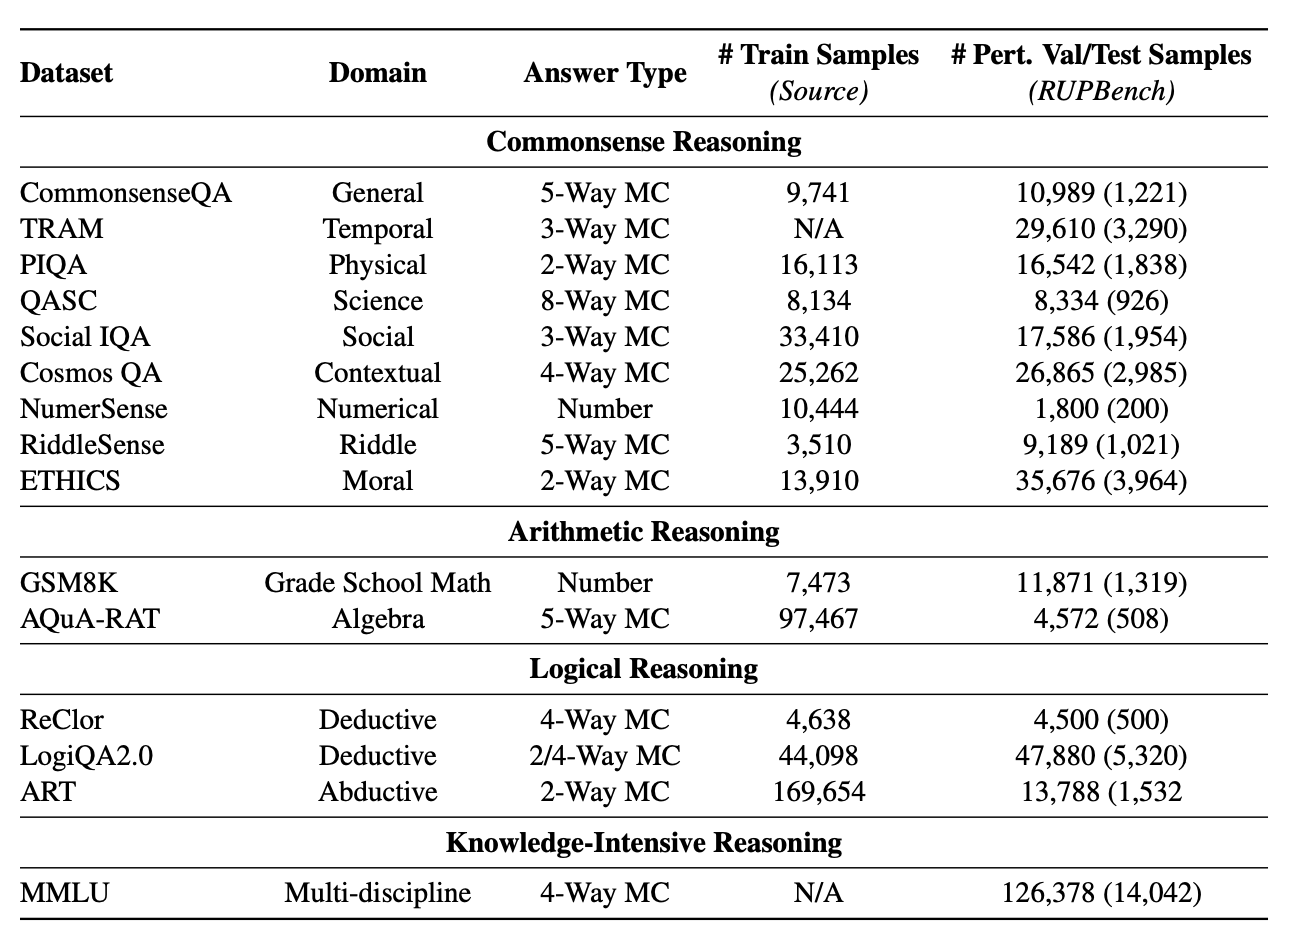 Dataset Domain Answer Type # Train Samples (Source) # Pert. Val/Test Samples (RUPBench)
Commonsense Reasoning
CommonsenseQA General 5-Way MC 9,741 10,989 (1,221)
TRAM Temporal 3-Way MC N/A 29,610 (3,290)
PIQA Physical 2-Way MC 16,113 16,542 (1,838)
QASC Science 8-Way MC 8,134 8,334 (926)
Social IQA Social 3-Way MC 33,410 17,586 (1,954)
Cosmos QA Contextual 4-Way MC 25,262 26,865 (2,985)
NumerSense Numerical Number 10,444 1,800 (200)
RiddleSense Riddle 5-Way MC 3,510 9,189 (1,021)
ETHICS Moral 2-Way MC 13,910 35,676 (3,964)
Arithmetic Reasoning
GSM8K Grade School Math Number 7,473 11,871 (1,319)
AQuA-RAT Algebra 5-Way MC 97,467 4,572 (508)
Logical Reasoning
ReClor Deductive 4-Way MC 4,638 4,500 (500)
LogiQA2.0 Deductive 2/4-Way MC 44,098 47,880 (5,320)
ART Abductive 2-Way MC 169,654 13,788 (1,532
Knowledge-Intensive Reasoning
MMLU Multi-discipline 4-Way MC N/A 126,378 (14,042)